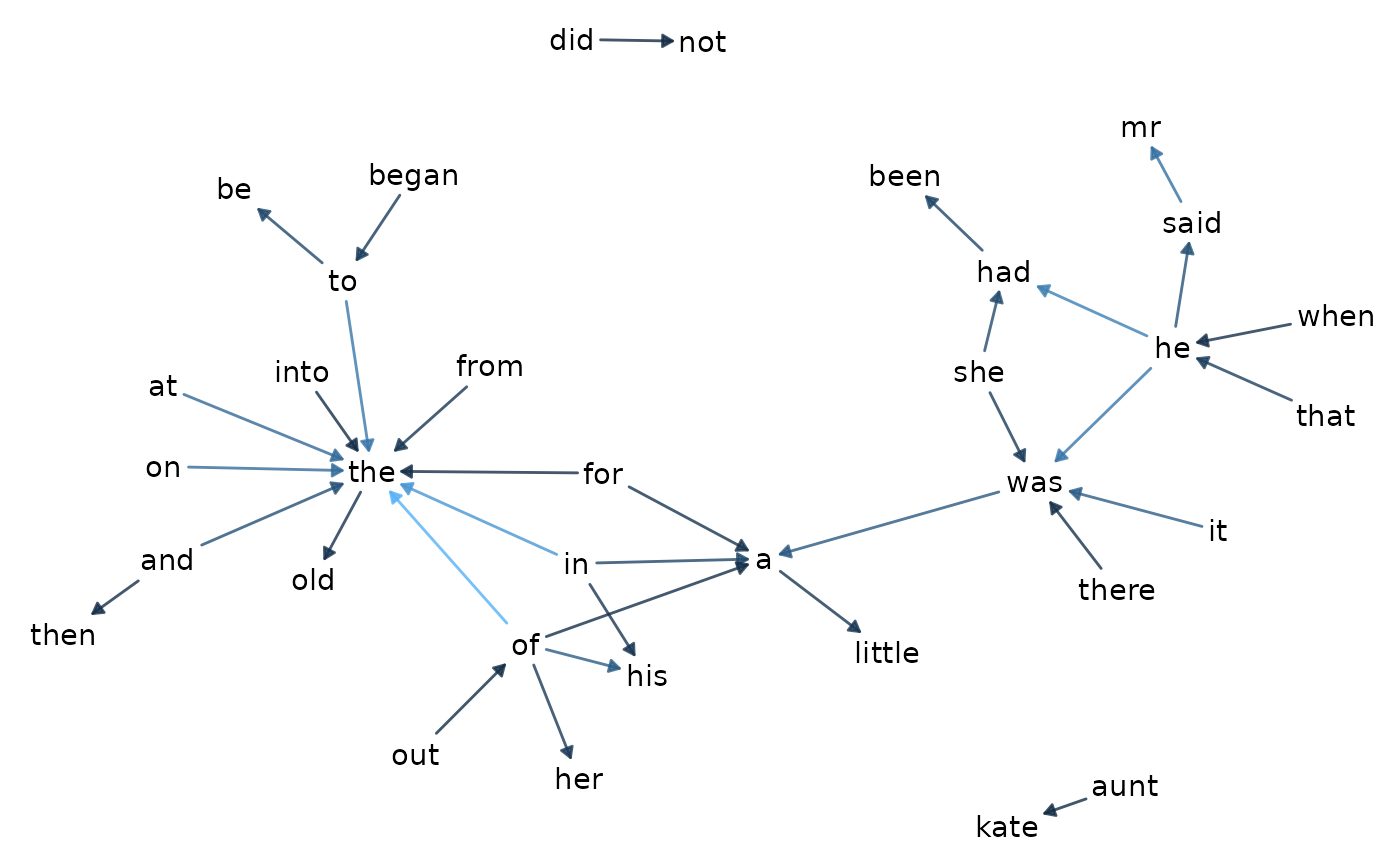 did
not
mr
be
began
been
said
to
had
when
he
into
from
she
at
that
on
the
for
was
it
and
in
a
old
there
then
of
little
his
out
her
aunt
kate